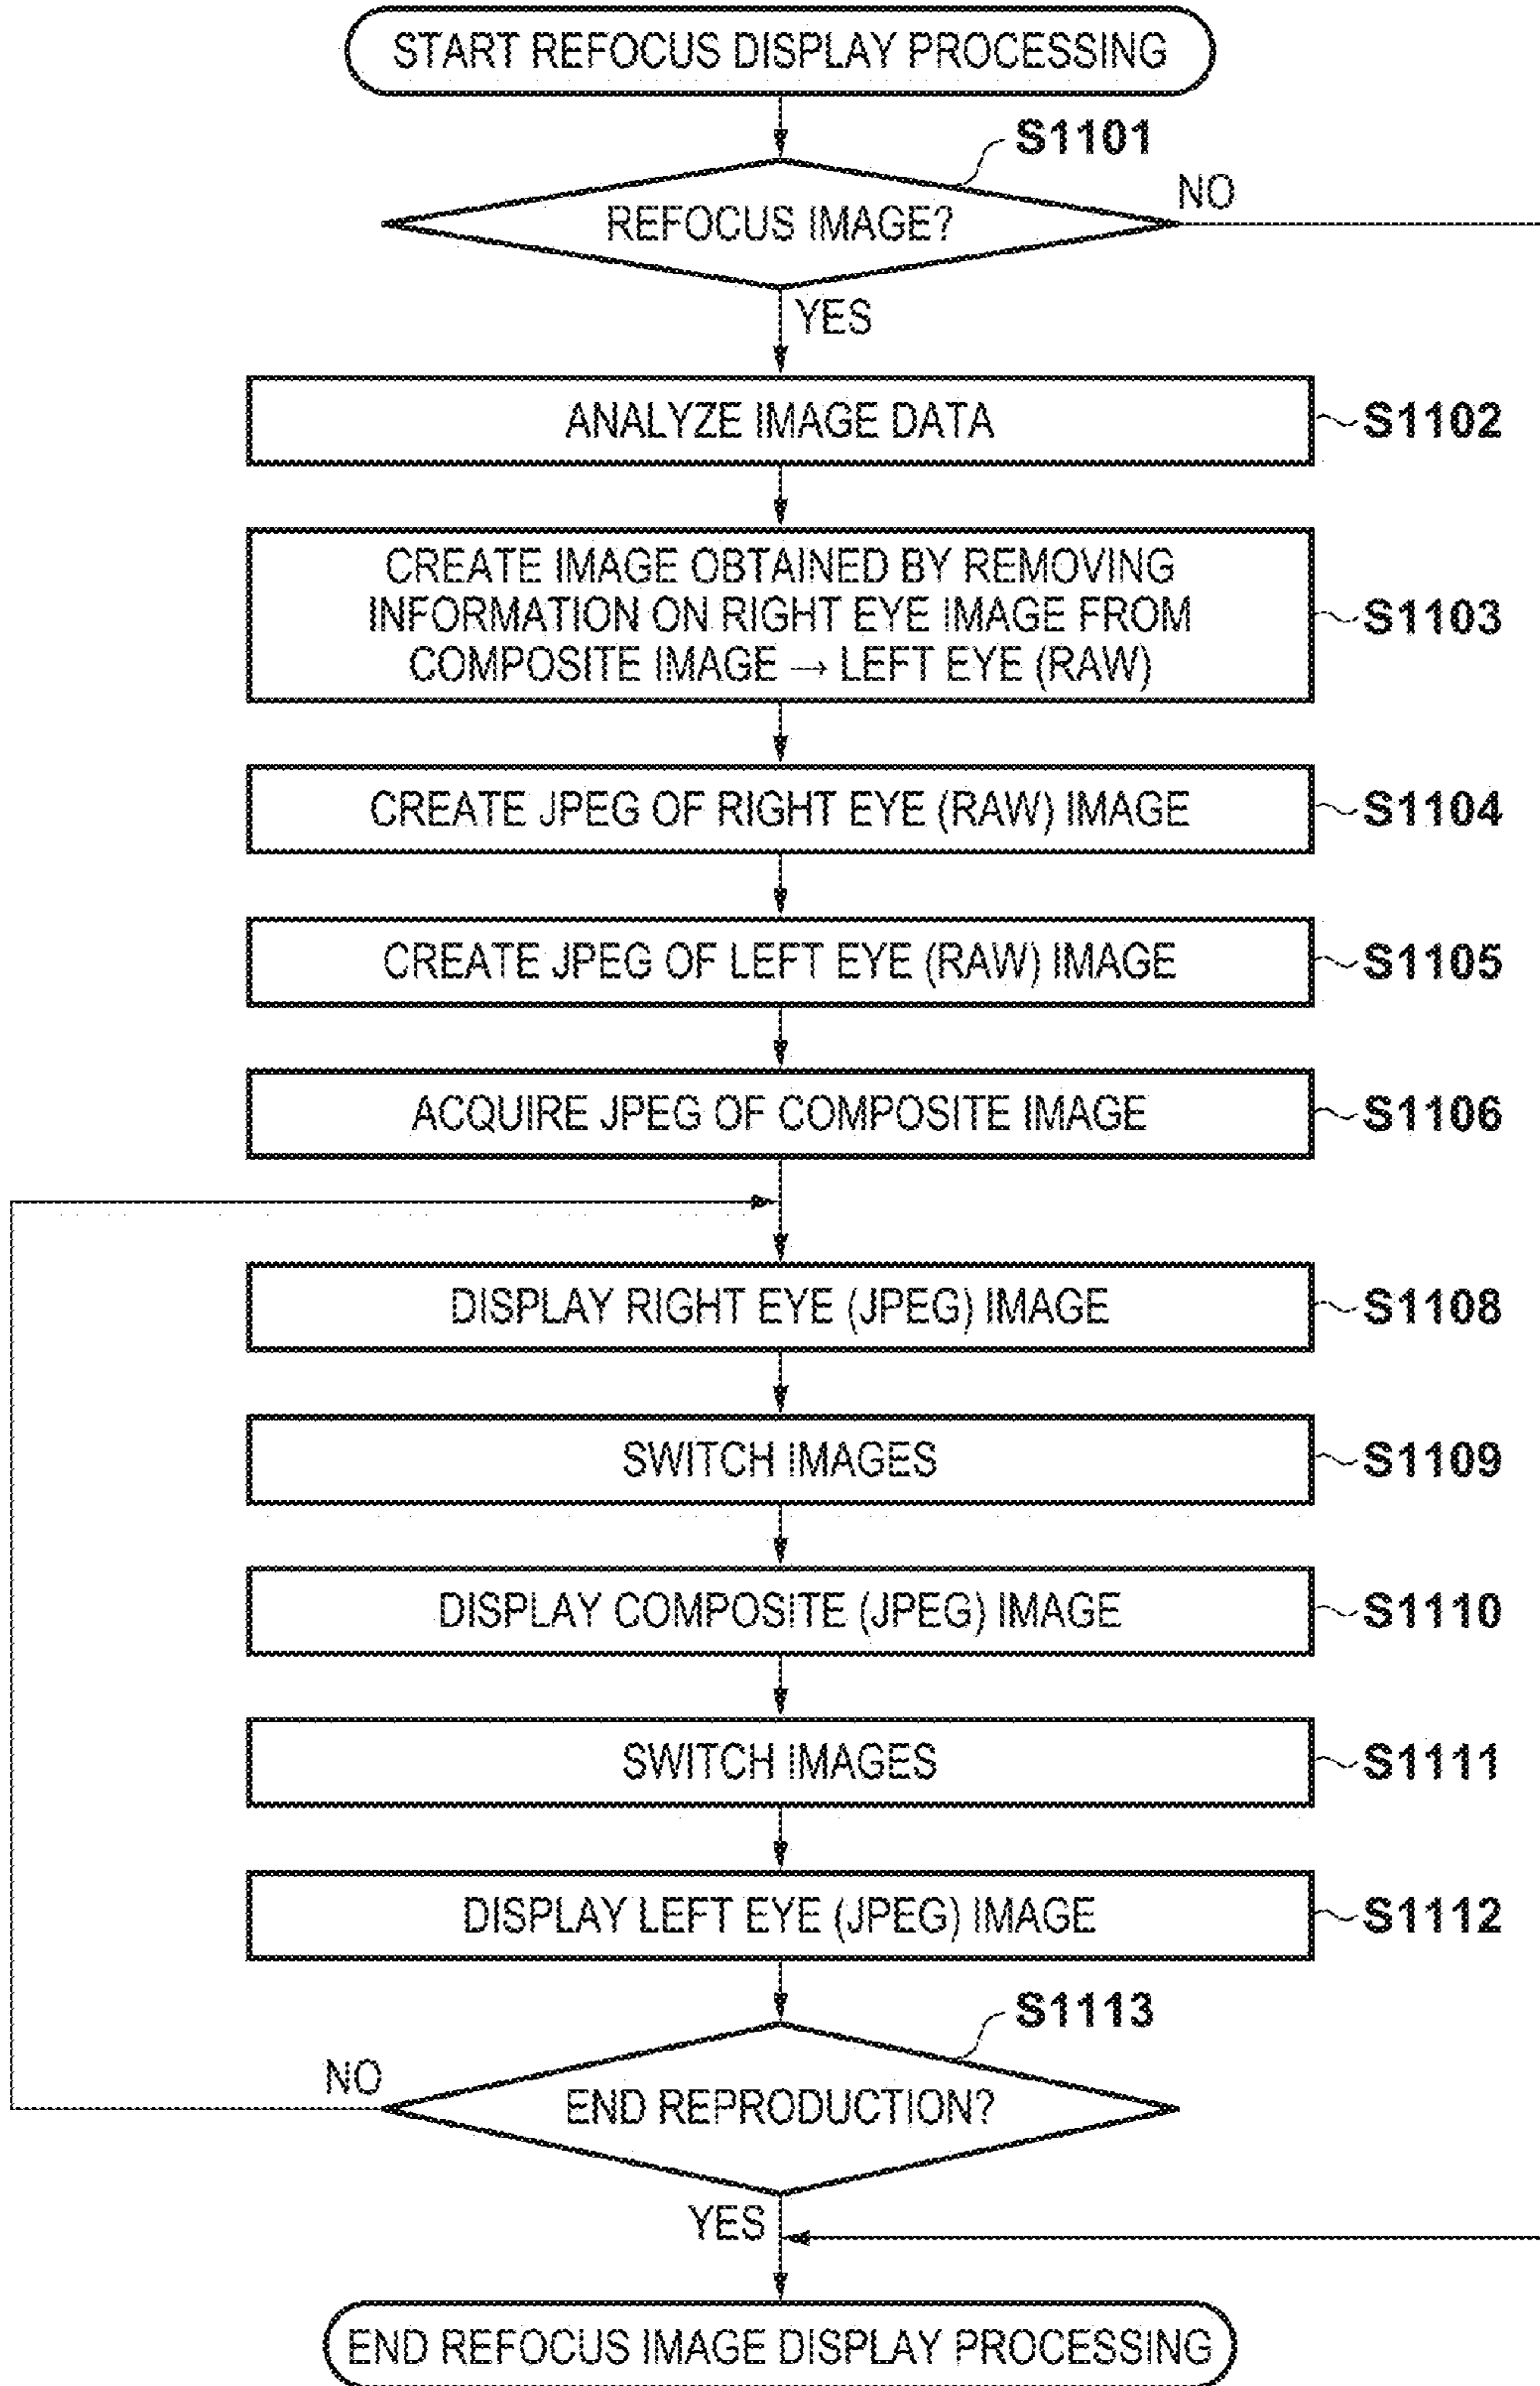 START REFOCUS DISPLAY PROCESSING
S1101
REFOCUS IMAGE?
NO
YES
ANALYZE IMAGE DATA
S1102
CREATE IMAGE OBTAINED BY REMOVING
INFORMATION ON RIGHT EYE IMAGE FROM
COMPOSITE IMAGE → LEFT EYE (RAW)
S1103
CREATE JPEG OF RIGHT EYE (RAW) IMAGE
S1104
CREATE JPEG OF LEFT EYE (RAW) IMAGE
S1105
ACQUIRE JPEG OF COMPOSITE IMAGE
S1106
DISPLAY RIGHT EYE (JPEG) IMAGE
S1108
SWITCH IMAGES
S1109
DISPLAY COMPOSITE (JPEG) IMAGE
S1110
SWITCH IMAGES
S1111
DISPLAY LEFT EYE (JPEG) IMAGE
S1112
S1113
NO
END REPRODUCTION?
YES
END REFOCUS IMAGE DISPLAY PROCESSING